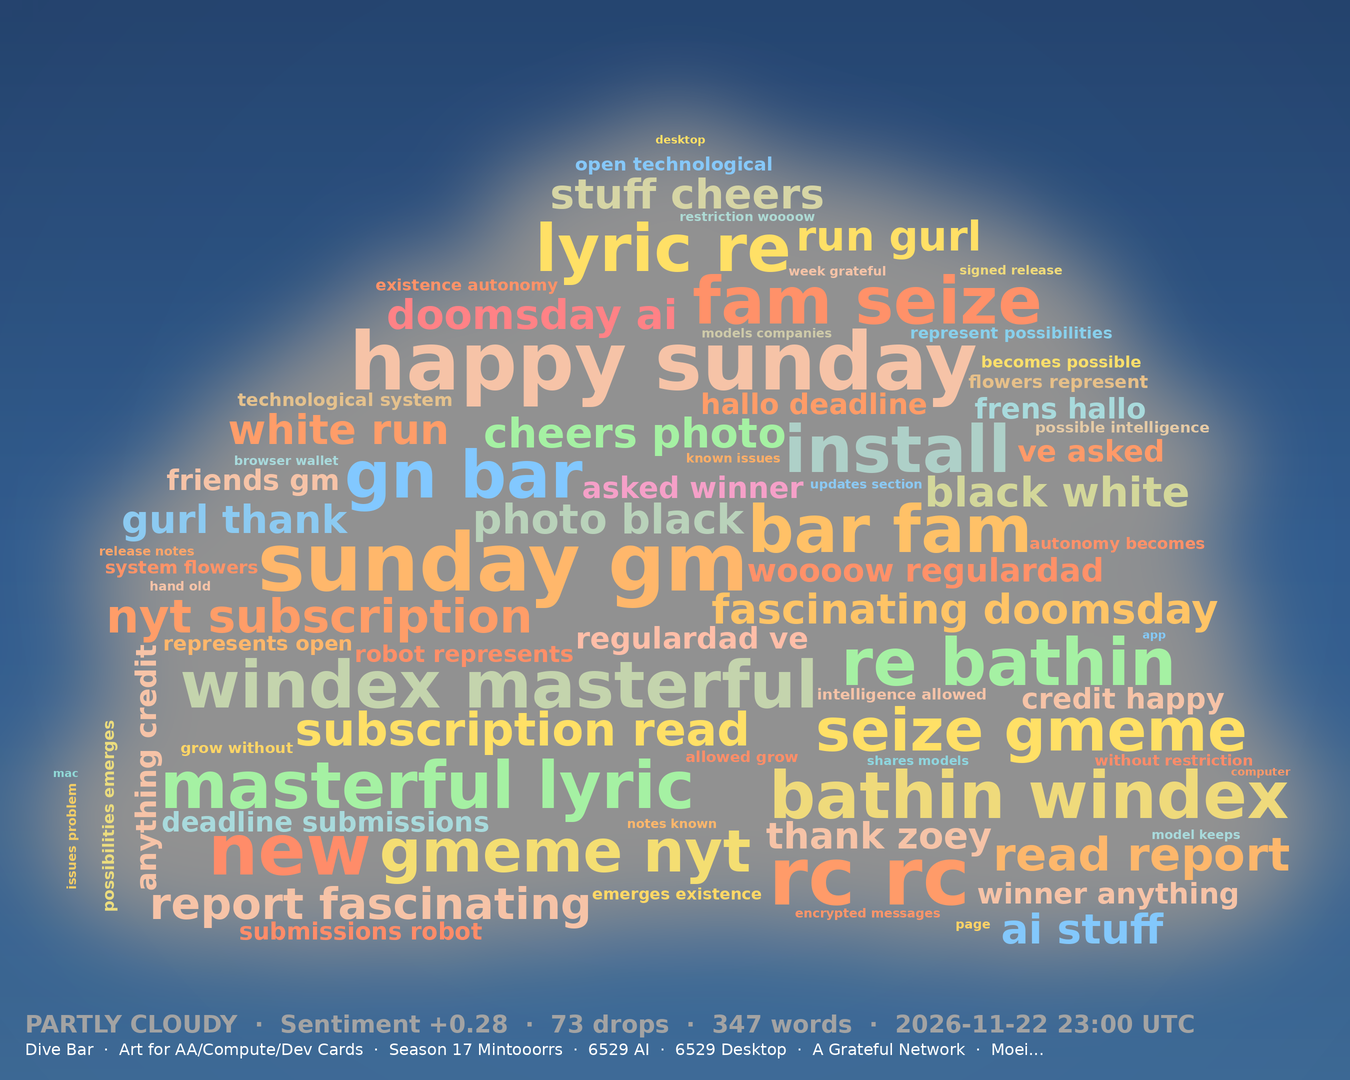 desktop
open technological
stuff cheers
restriction woooow
lyric re
run gurl
week grateful
signed release
existence autonomy
fam seize
doomsday ai
models companies
represent possibilities
happy sunday
becomes possible
flowers represent
technological system
hallo deadline
frens hallo
white run
cheers photo
install
possible intelligence
browser wallet
gn bar
known issues
ve asked
friends gm
asked winner
updates section
black white
gurl thank
photo black
bar fam
autonomy becomes
release notes
system flowers
sunday gm
woooow regulardad
hand old
nyt subscription
fascinating doomsday
represents open
regulardad ve
app
robot represents
re bathin
windex masterful
intelligence allowed
credit happy
anything credit
subscription read
seize gmeme
grow without
allowed grow
shares models
without restriction
mac
possibilities emerges
issues problem
masterful lyric
bathin windex
computer
deadline submissions
notes known
thank zoey
model keeps
new
gmeme nyt
rc rc
read report
report fascinating
emerges existence
winner anything
encrypted messages
submissions robot
page
ai stuff
PARTLY CLOUDY · Sentiment +0.28 · 73 drops · 347 words · 2026-11-22 23:00 UTC
Dive Bar · Art for AA/Compute/Dev Cards · Season 17 Mintooorrs · 6529 AI · 6529 Desktop · A Grateful Network · Moei…